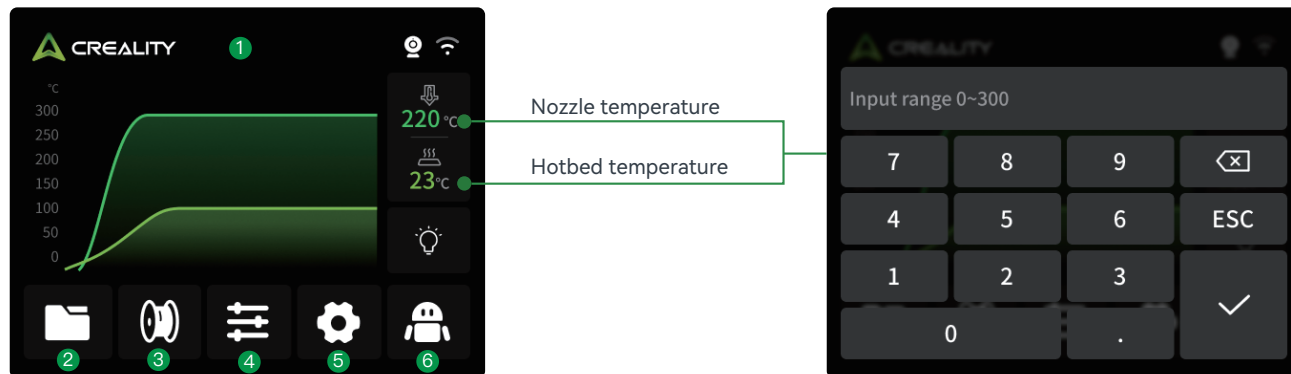 CREALITY
1
°C
300
250
200
150
100
50
0
220 °C
23°C
2
3
4
5
6
Nozzle temperature
Hotbed temperature
CREALITY
Input range 0~300
7 8 9
4 5 6 ESC
1 2 3
0 .